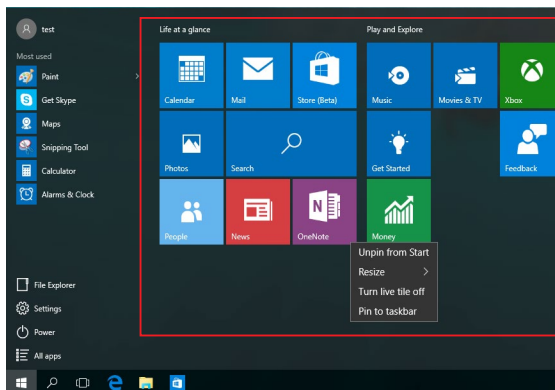 test
Most used
Paint
Get Skype
Maps
Snipping Tool
Calculator
Alarms & Clock
File Explorer
Settings
Power
All apps
Life at a glance
Play and Explore
Calendar
Mail
Store (Beta)
Music
Movies & TV
Xbox
Photos
Search
Get Started
Feedback
People
News
OneNote
Money
Unpin from Start
Resize
Turn live tile off
Pin to taskbar